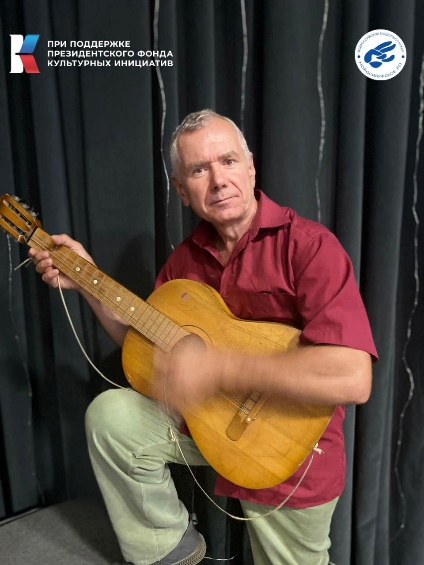 ПРИ ПОДДЕРЖКЕ
ПРЕЗИДЕНТСКОГО ФОНДА
КУЛЬТУРНЫХ ИНИЦИАТИВ